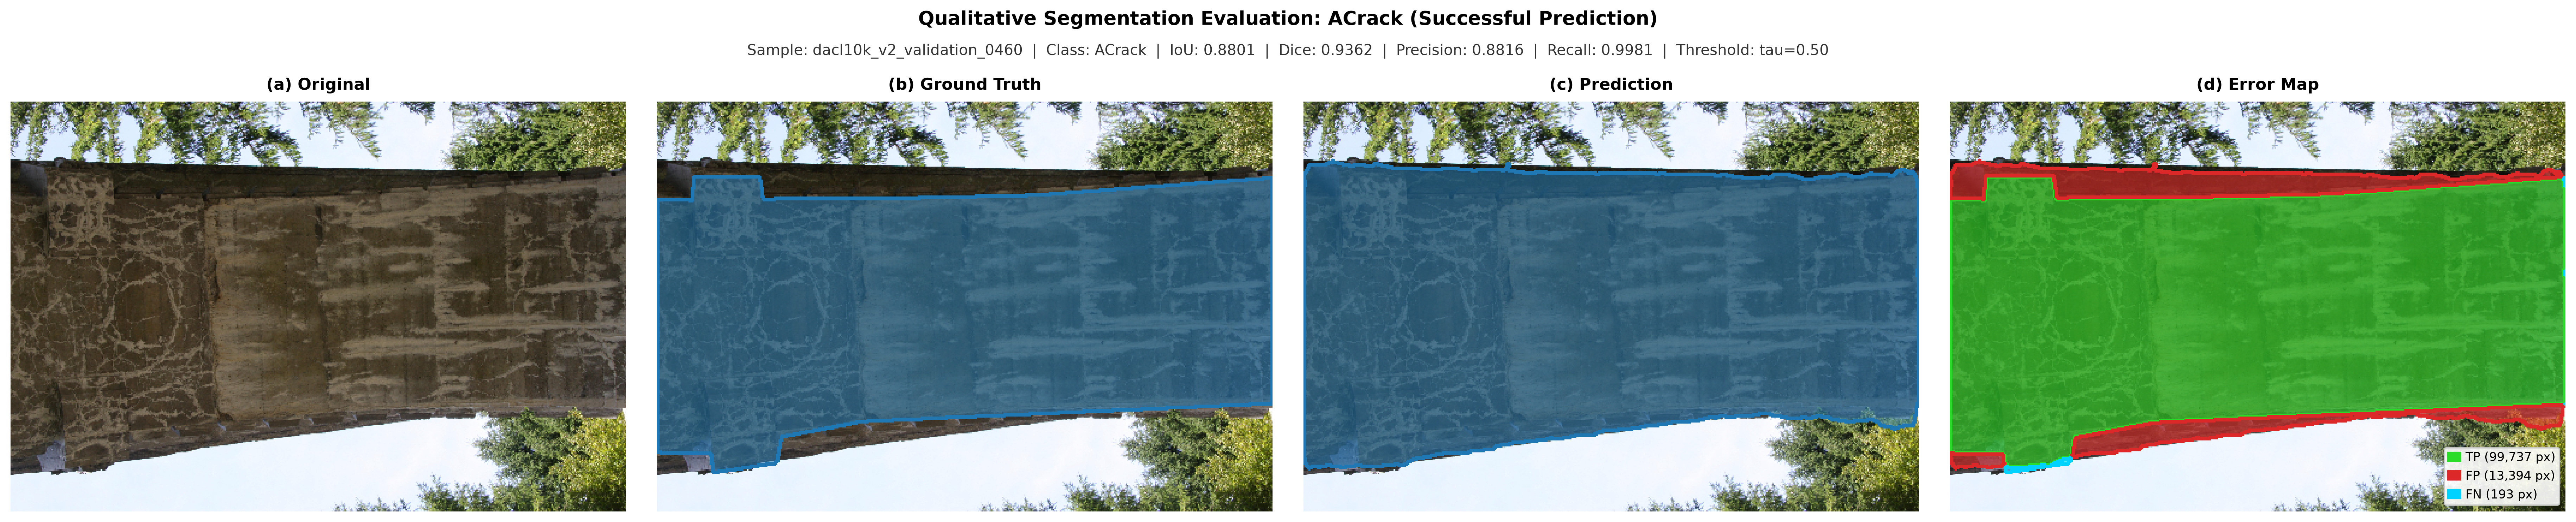 Qualitative Segmentation Evaluation: ACrack (Successful Prediction)
Sample: dacl10k_v2_validation_0460 | Class: ACrack | IoU: 0.8801 | Dice: 0.9362 | Precision: 0.8816 | Recall: 0.9981 | Threshold: tau=0.50
(a) Original
(b) Ground Truth
(c) Prediction
(d) Error Map
TP (99,737 px)
FP (13,394 px)
FN (193 px)